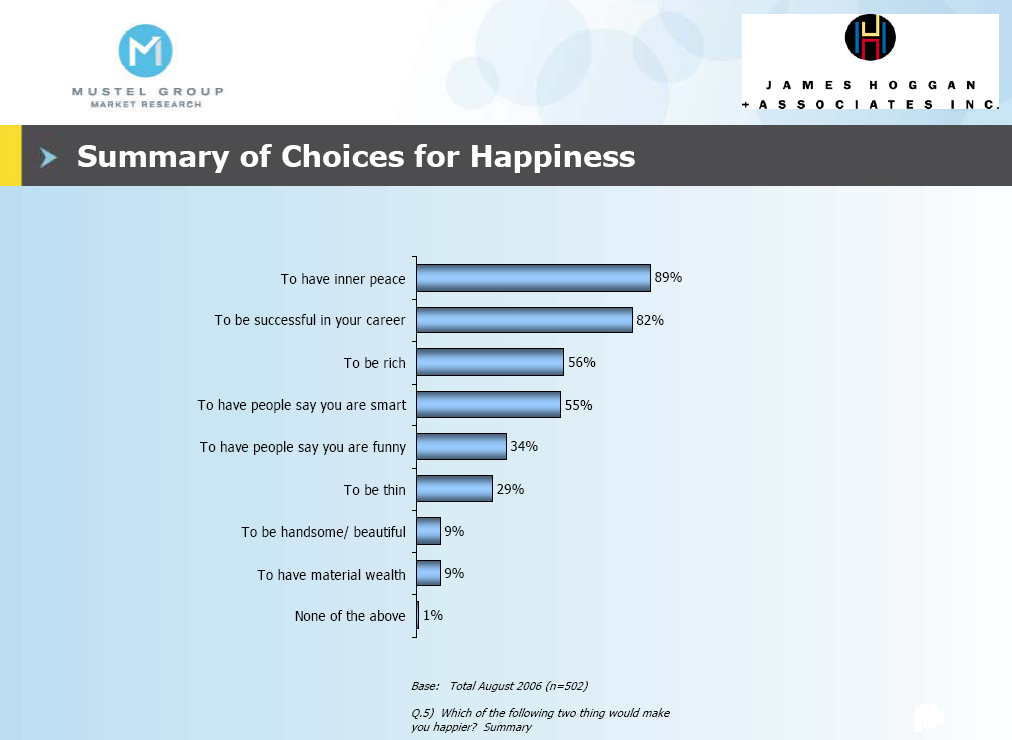 MUSTEL GROUP
MARKET RESEARCH
JAMES HOGGAN
+ ASSOCIATES INC.
Summary of Choices for Happiness
To have inner peace 89%
To be successful in your career 82%
To be rich 56%
To have people say you are smart 55%
To have people say you are funny 34%
To be thin 29%
To be handsome/ beautiful 9%
To have material wealth 9%
None of the above 1%
Base: Total August 2006 (n=502)
Q.5) Which of the following two thing would make
you happier? Summary